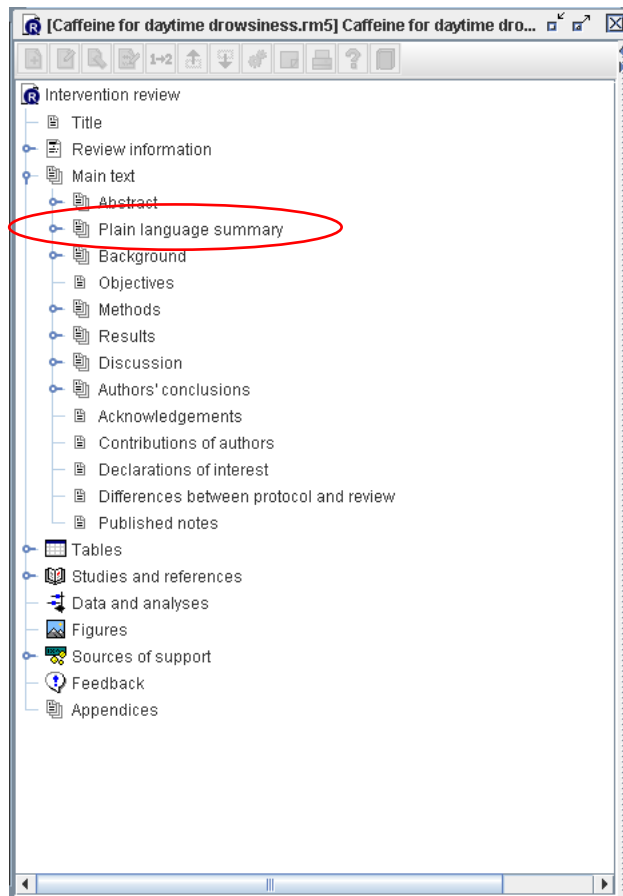 [Caffeine for daytime drowsiness.rm5] Caffeine for daytime dro...
1→2
Intervention review
Title
Review information
Main text
Abstract
Plain language summary
Background
Objectives
Methods
Results
Discussion
Authors' conclusions
Acknowledgements
Contributions of authors
Declarations of interest
Differences between protocol and review
Published notes
Tables
Studies and references
Data and analyses
Figures
Sources of support
Feedback
Appendices